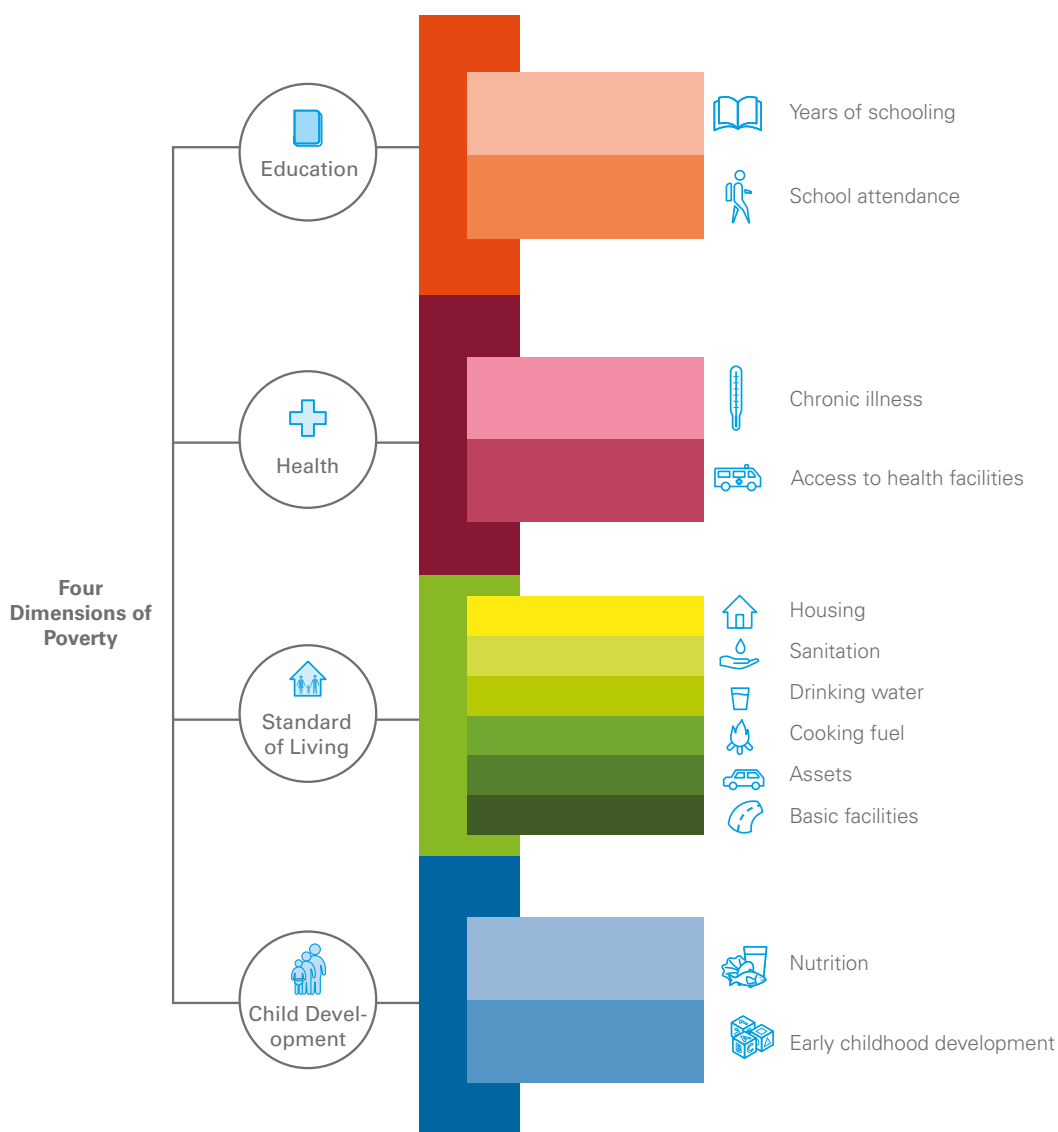 Four
Dimensions of
Poverty
Education
Years of schooling
School attendance
Health
Chronic illness
Access to health facilities
Standard
of Living
Housing
Sanitation
Drinking water
Cooking fuel
Assets
Basic facilities
Child Devel-
opment
Nutrition
Early childhood development